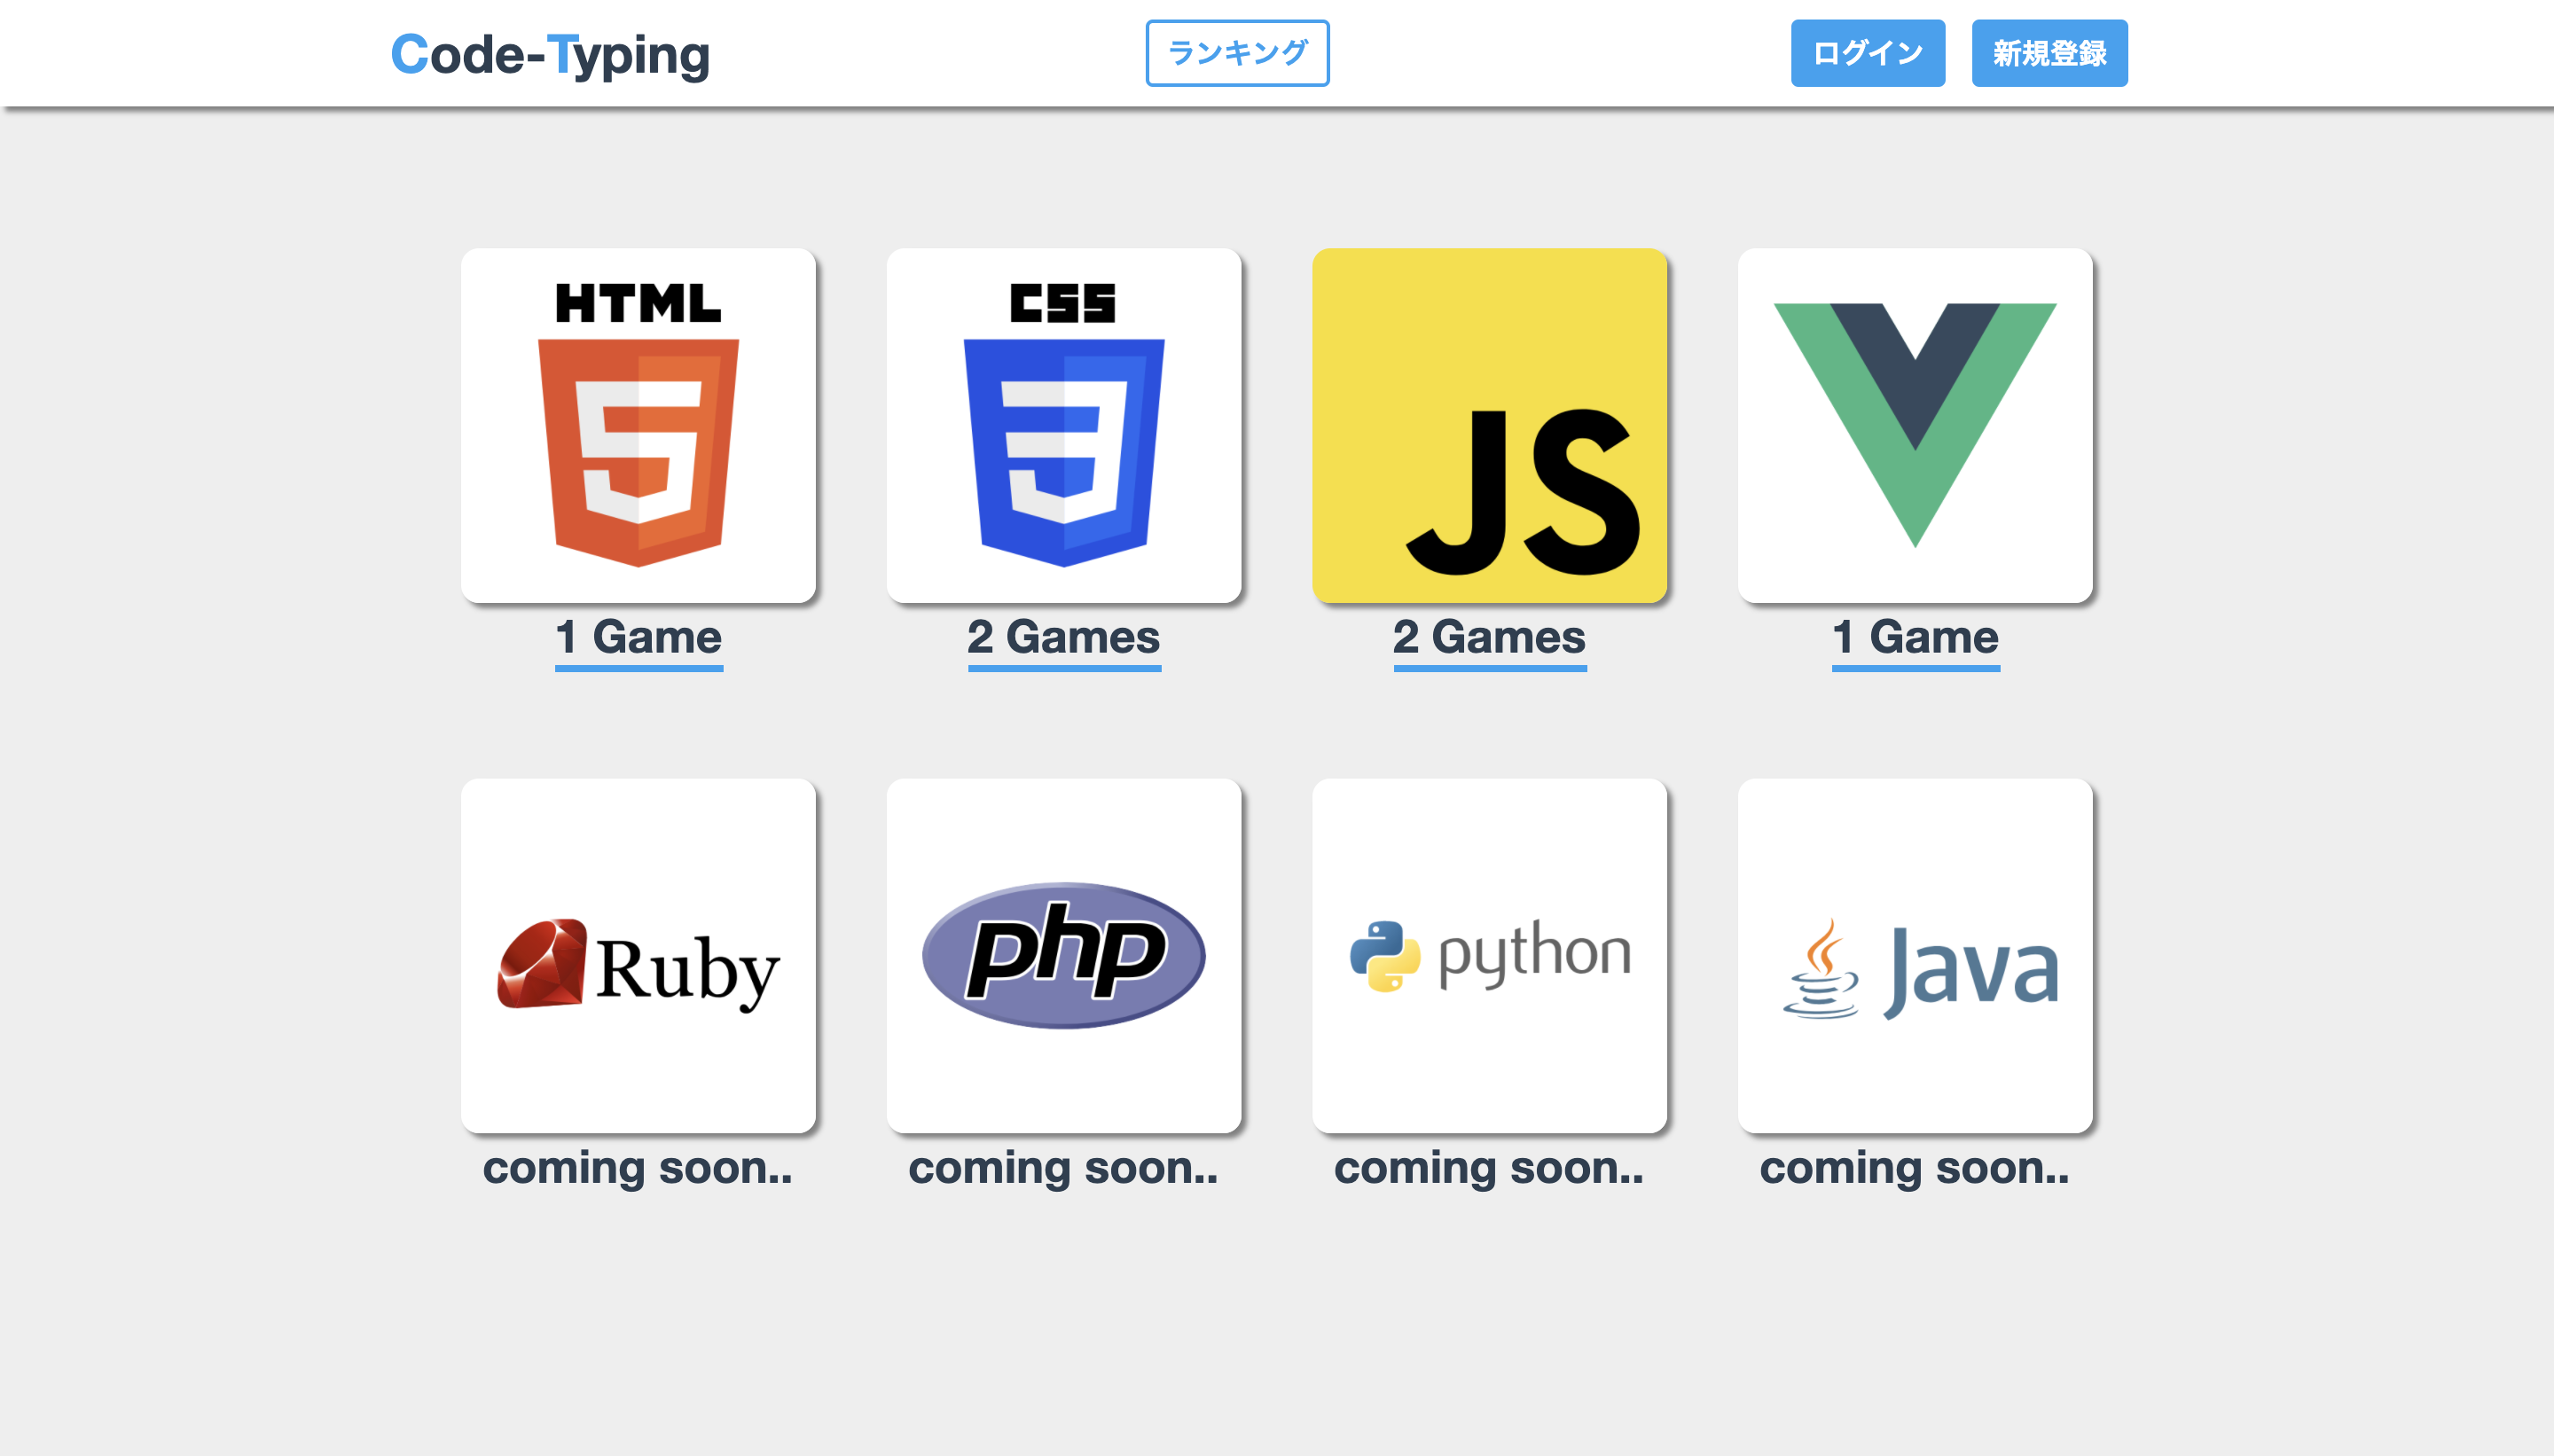 Code-Typing
ランキング
ログイン
新規登録
HTML
5
CSS
3
JS
1 Game
2 Games
2 Games
1 Game
Ruby
php
python
Java
coming soon..
coming soon..
coming soon..
coming soon..